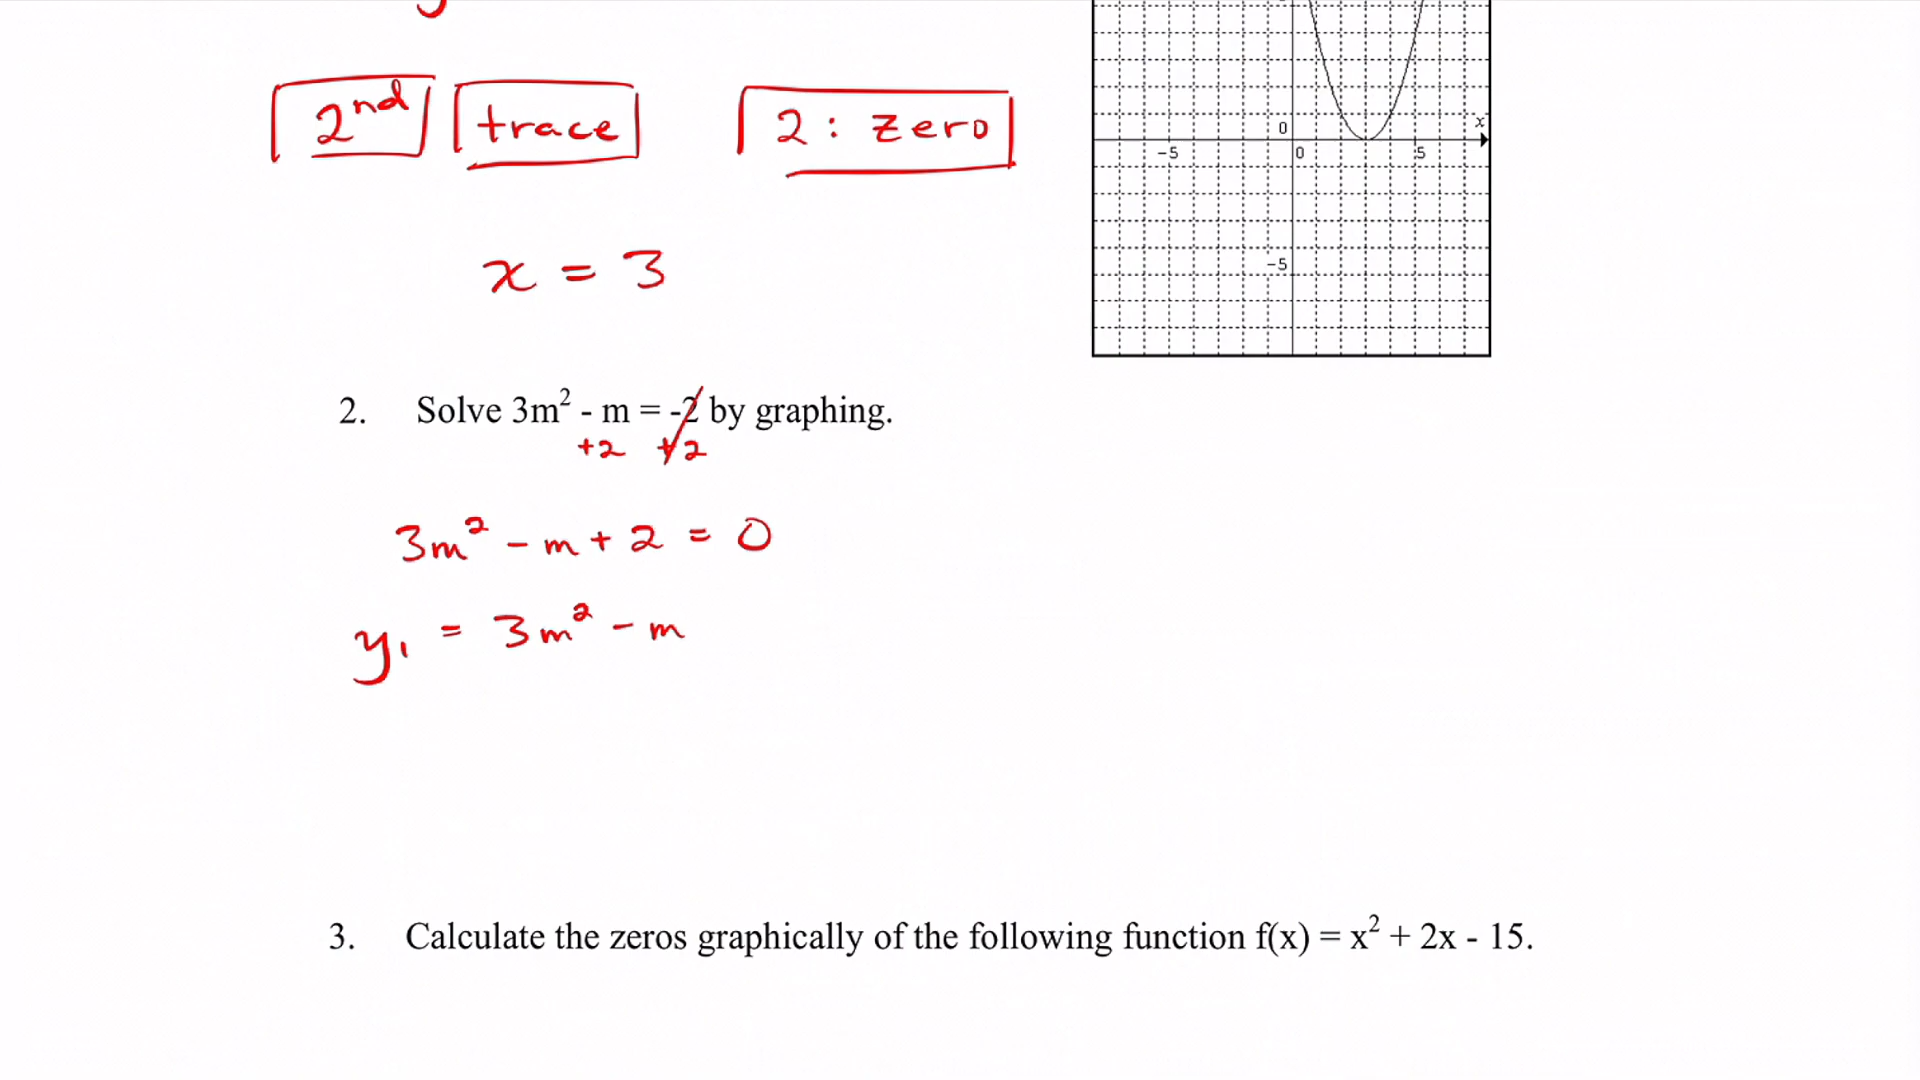 2nd trace 2 : zero
x
0
-5 0 5
x = 3
-5
2. Solve 3m² - m = -2 by graphing.
+2 +2
3m² - m + 2 = 0
y₁ = 3m² - m
3. Calculate the zeros graphically of the following function f(x) = x² + 2x - 15.